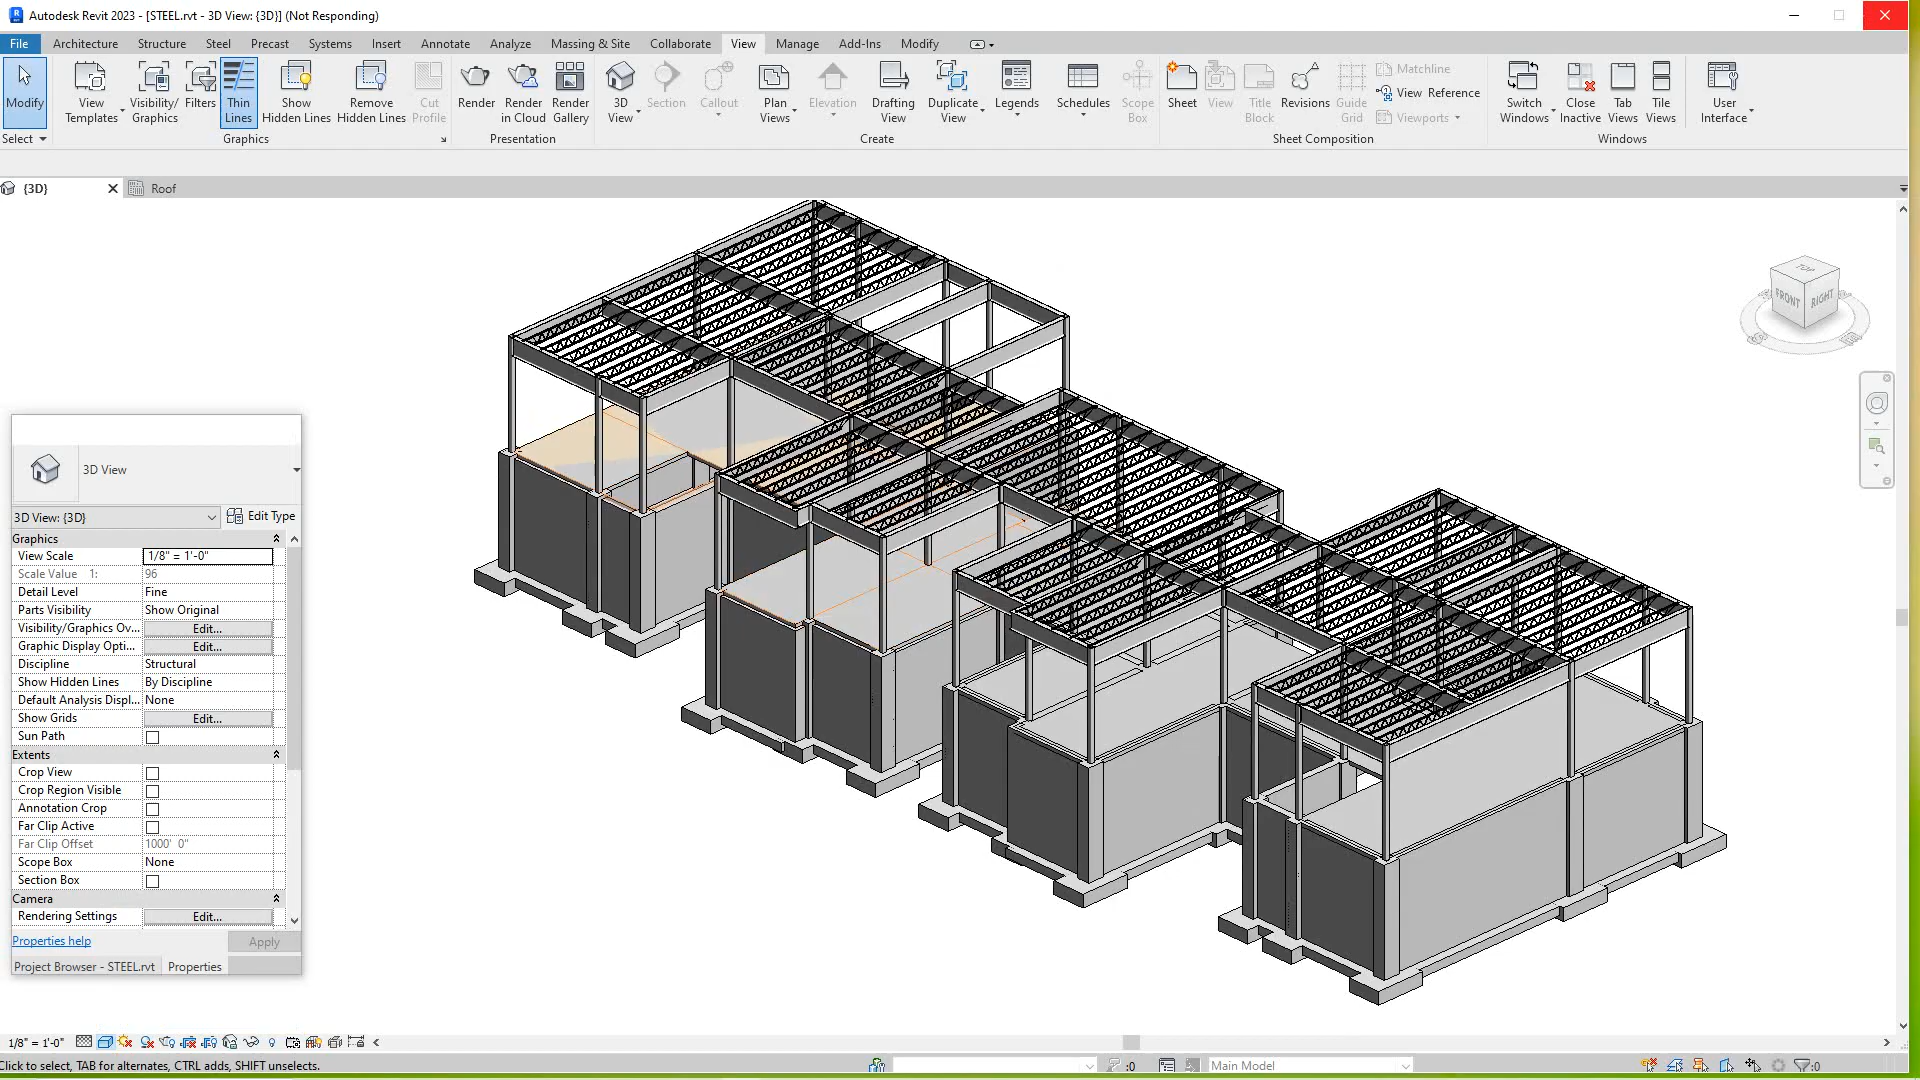 Autodesk Revit 2023 - [STEEL.rvt - 3D View: {3D}] (Not Responding)
File Architecture Structure Steel Precast Systems Insert Annotate Analyze Massing & Site Collaborate View Manage Add-Ins Modify
Modify
View Templates
Visibility/ Graphics
Filters
Thin Lines
Show Hidden Lines
Remove Hidden Lines
Cut Profile
Render
Render in Cloud
Render Gallery
3D View
Section
Callout
Plan Views
Elevation
Drafting View
Duplicate View
Legends
Schedules
Scope Box
Sheet
View
Title Block
Revisions
Guide Grid
Matchline
View Reference
Viewports
Switch Windows
Close Inactive
Tab Views
Tile Views
User Interface
Select Graphics Presentation Create Sheet Composition Windows
{3D} Roof
TOP
FRONT RIGHT
3D View
3D View: {3D} Edit Type
Graphics
View Scale 1/8" = 1'-0"
Scale Value 1: 96
Detail Level Fine
Parts Visibility Show Original
Visibility/Graphics Ov... Edit...
Graphic Display Opti... Edit...
Discipline Structural
Show Hidden Lines By Discipline
Default Analysis Displ... None
Show Grids Edit...
Sun Path
Extents
Crop View
Crop Region Visible
Annotation Crop
Far Clip Active
Far Clip Offset 1000' 0"
Scope Box None
Section Box
Camera
Rendering Settings Edit...
Properties help Apply
Project Browser - STEEL.rvt Properties
1/8" = 1'-0"
Click to select, TAB for alternates, CTRL adds, SHIFT unselects. :0 Main Model :0